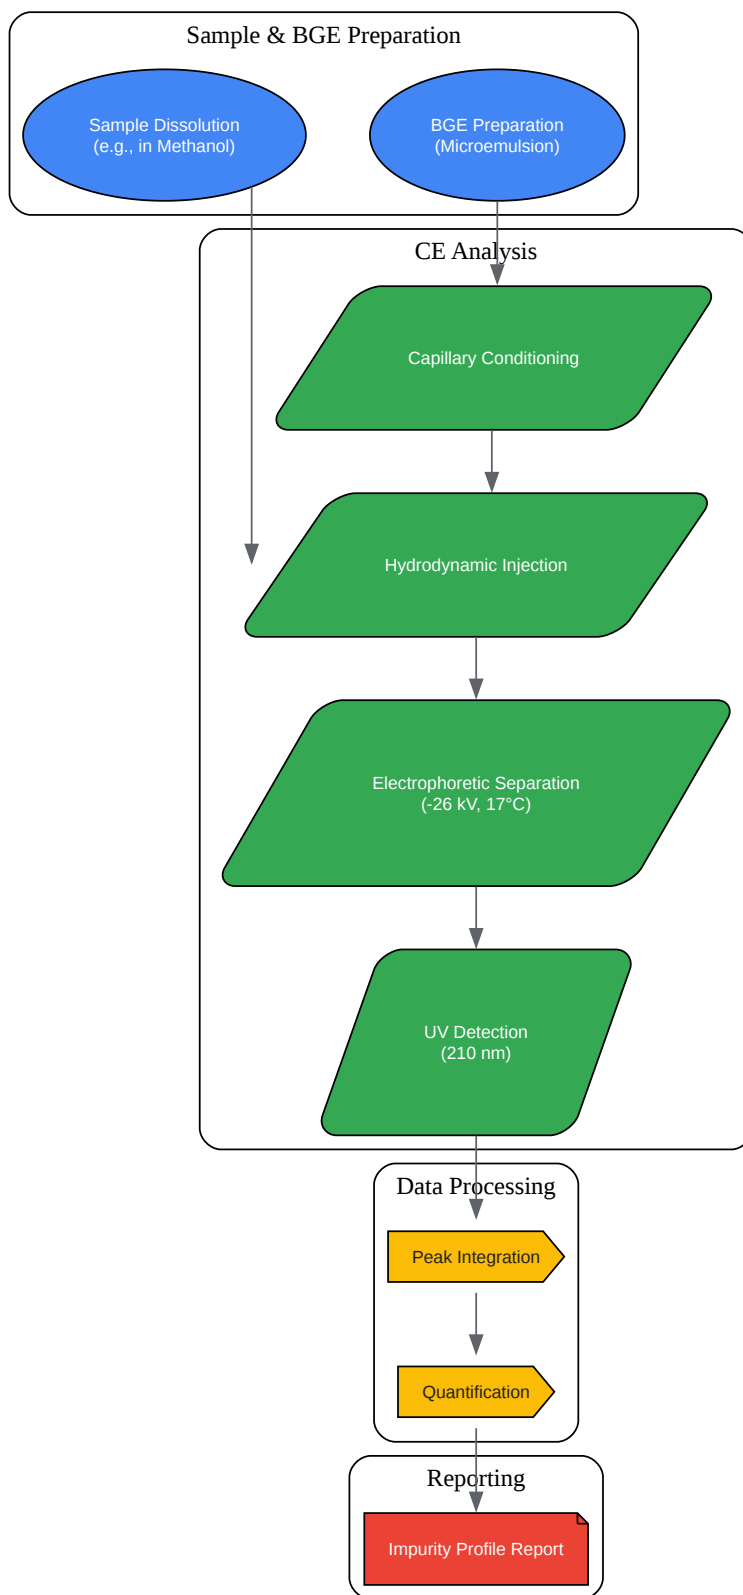 Sample & BGE Preparation
Sample Dissolution
(e.g., in Methanol)
BGE Preparation
(Microemulsion)
CE Analysis
Capillary Conditioning
Hydrodynamic Injection
Electrophoretic Separation
(-26 kV, 17°C)
UV Detection
(210 nm)
Data Processing
Peak Integration
Quantification
Reporting
Impurity Profile Report